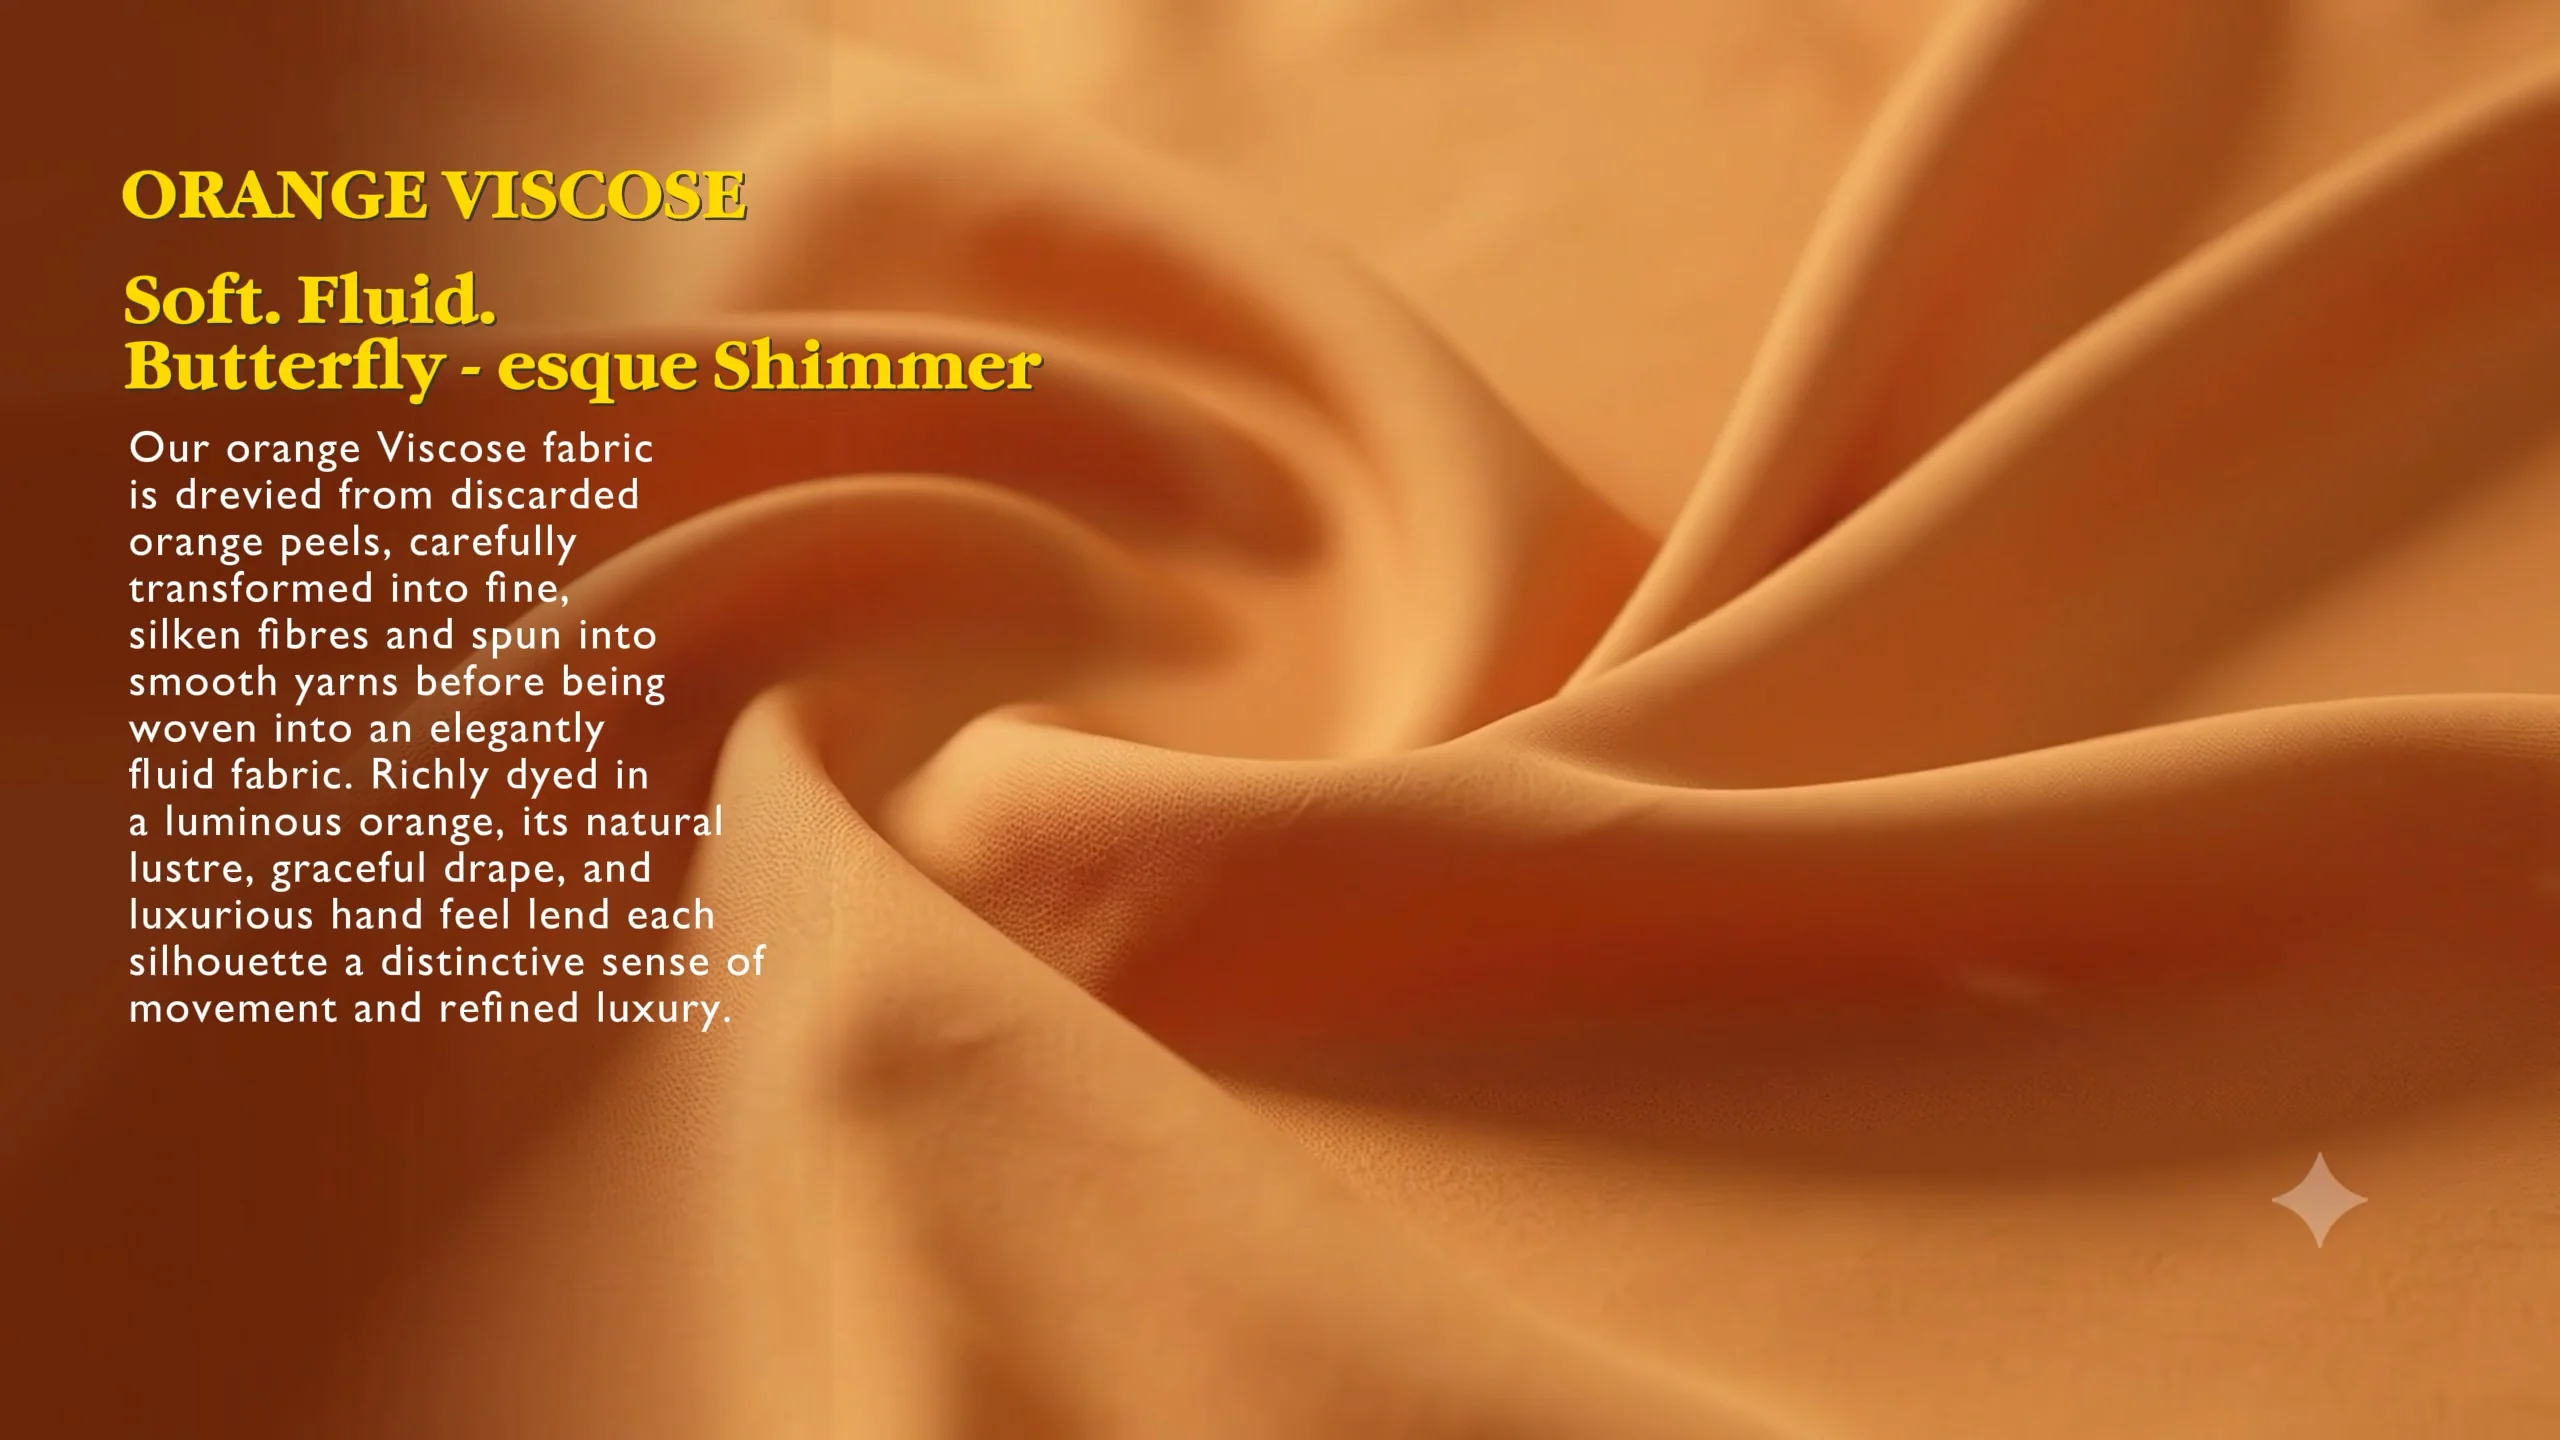 ORANGE VISCOSE
Soft. Fluid.
Butterfly - esque Shimmer
Our orange Viscose fabric
is drevied from discarded
orange peels, carefully
transformed into fine,
silken fibres and spun into
smooth yarns before being
woven into an elegantly
fluid fabric. Richly dyed in
a luminous orange, its natural
lustre, graceful drape, and
luxurious hand feel lend each
silhouette a distinctive sense of
movement and refined luxury.